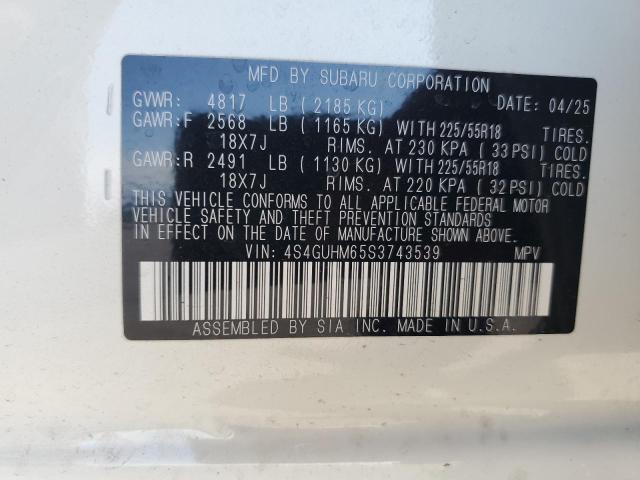 MFD BY SUBARU CORPORATION
GVWR: 4817 LB ( 2185 KG) DATE: 04/25
GAWR:F 2568 LB ( 1165 KG) WITH 225/55R18 TIRES.
18X7J RIMS. AT 230 KPA ( 33 PSI) COLD
GAWR:R 2491 LB ( 1130 KG) WITH 225/55R18 TIRES.
18X7J RIMS. AT 220 KPA ( 32 PSI) COLD
THIS VEHICLE CONFORMS TO ALL APPLICABLE FEDERAL MOTOR
VEHICLE SAFETY AND THEFT PREVENTION STANDARDS
IN EFFECT ON THE DATE OF MANUFACTURE SHOWN ABOVE.
VIN: 4S4GUHM65S3743539 MPV
ASSEMBLED BY SIA INC. MADE IN U.S.A.